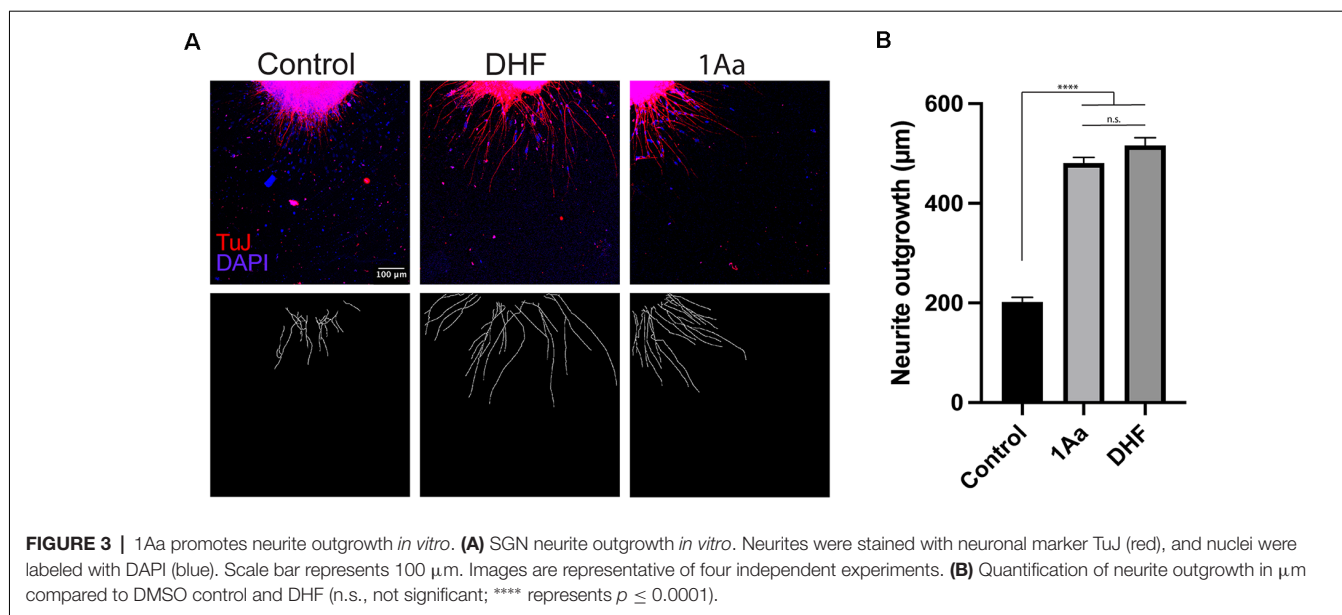 A
Control
DHF
1Aa
TuJ
DAPI
100 µm
B
Neurite outgrowth (µm)
600
400
200
0
****
n.s.
Control
1Aa
DHF
FIGURE 3 | 1Aa promotes neurite outgrowth in vitro. (A) SGN neurite outgrowth in vitro. Neurites were stained with neuronal marker TuJ (red), and nuclei were
labeled with DAPI (blue). Scale bar represents 100 µm. Images are representative of four independent experiments. (B) Quantification of neurite outgrowth in µm
compared to DMSO control and DHF (n.s., not significant; **** represents p ≤ 0.0001).